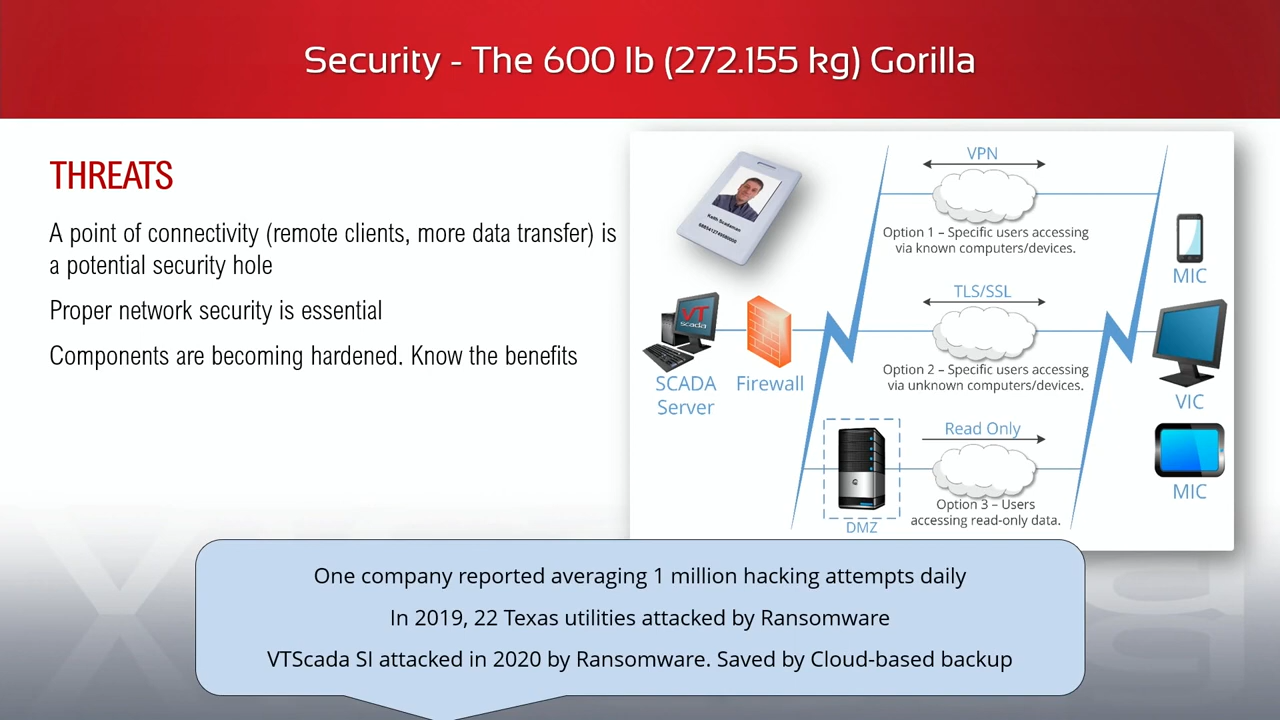 Security - The 600 lb (272.155 kg) Gorilla
THREATS
A point of connectivity (remote clients, more data transfer) is
a potential security hole
Proper network security is essential
Components are becoming hardened. Know the benefits
Keith Scadaman
VT
scada
SCADA
Server
Firewall
VPN
Option 1 – Specific users accessing
via known computers/devices.
TLS/SSL
Option 2 – Specific users accessing
via unknown computers/devices.
Read Only
Option 3 – Users
accessing read-only data.
DMZ
MIC
VIC
MIC
One company reported averaging 1 million hacking attempts daily
In 2019, 22 Texas utilities attacked by Ransomware
VTScada SI attacked in 2020 by Ransomware. Saved by Cloud-based backup